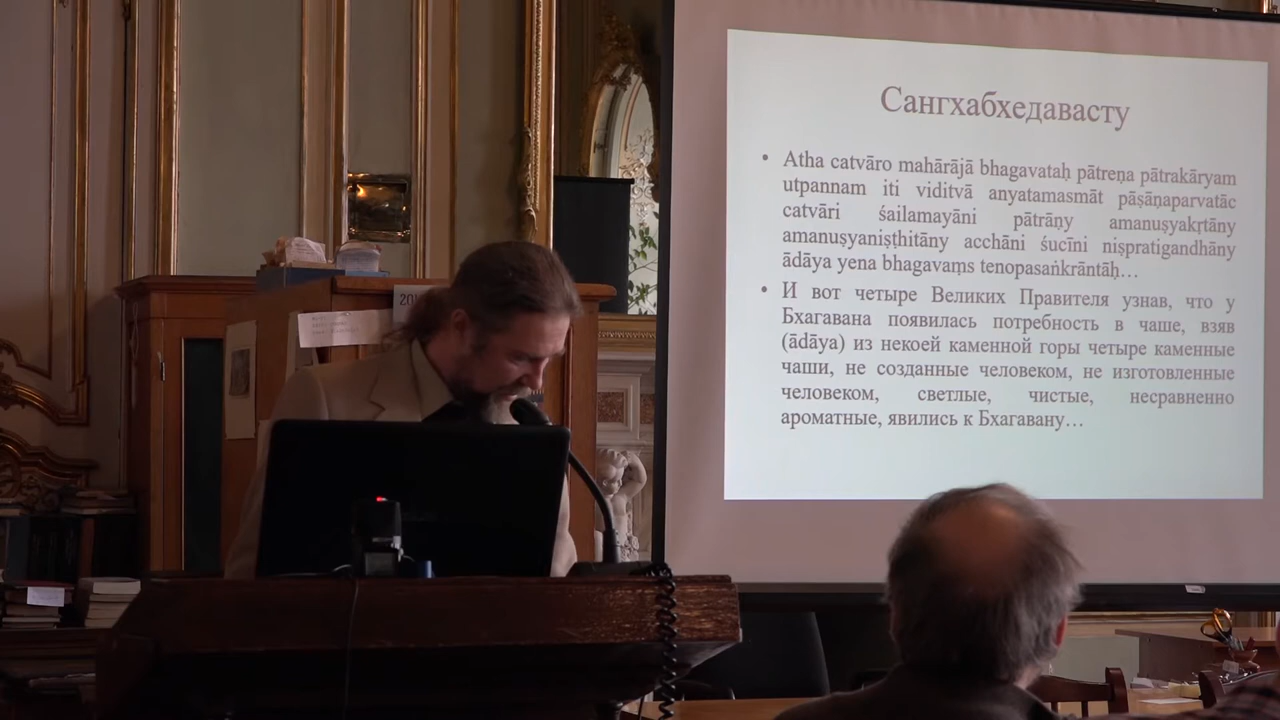 Сангхабхедавасту
• Atha catvāro mahārājā bhagavataḥ pātreṇa pātrakāryam
utpannam iti viditvā anyatamasmāt pāṣāṇaparvatāc
catvāri śailamayāni pātrāṇy amanuṣyakṛtāny
amanuṣyaniṣṭhitāny acchāni śucīni niṣpratigandhāny
ādāya yena bhagavaṃs tenopasaṅkrāntāḥ…
• И вот четыре Великих Правителя узнав, что у
Бхагавана появилась потребность в чаше, взяв
(ādāya) из некоей каменной горы четыре каменные
чаши, не созданные человеком, не изготовленные
человеком, светлые, чистые, несравненно
ароматные, явились к Бхагавану…